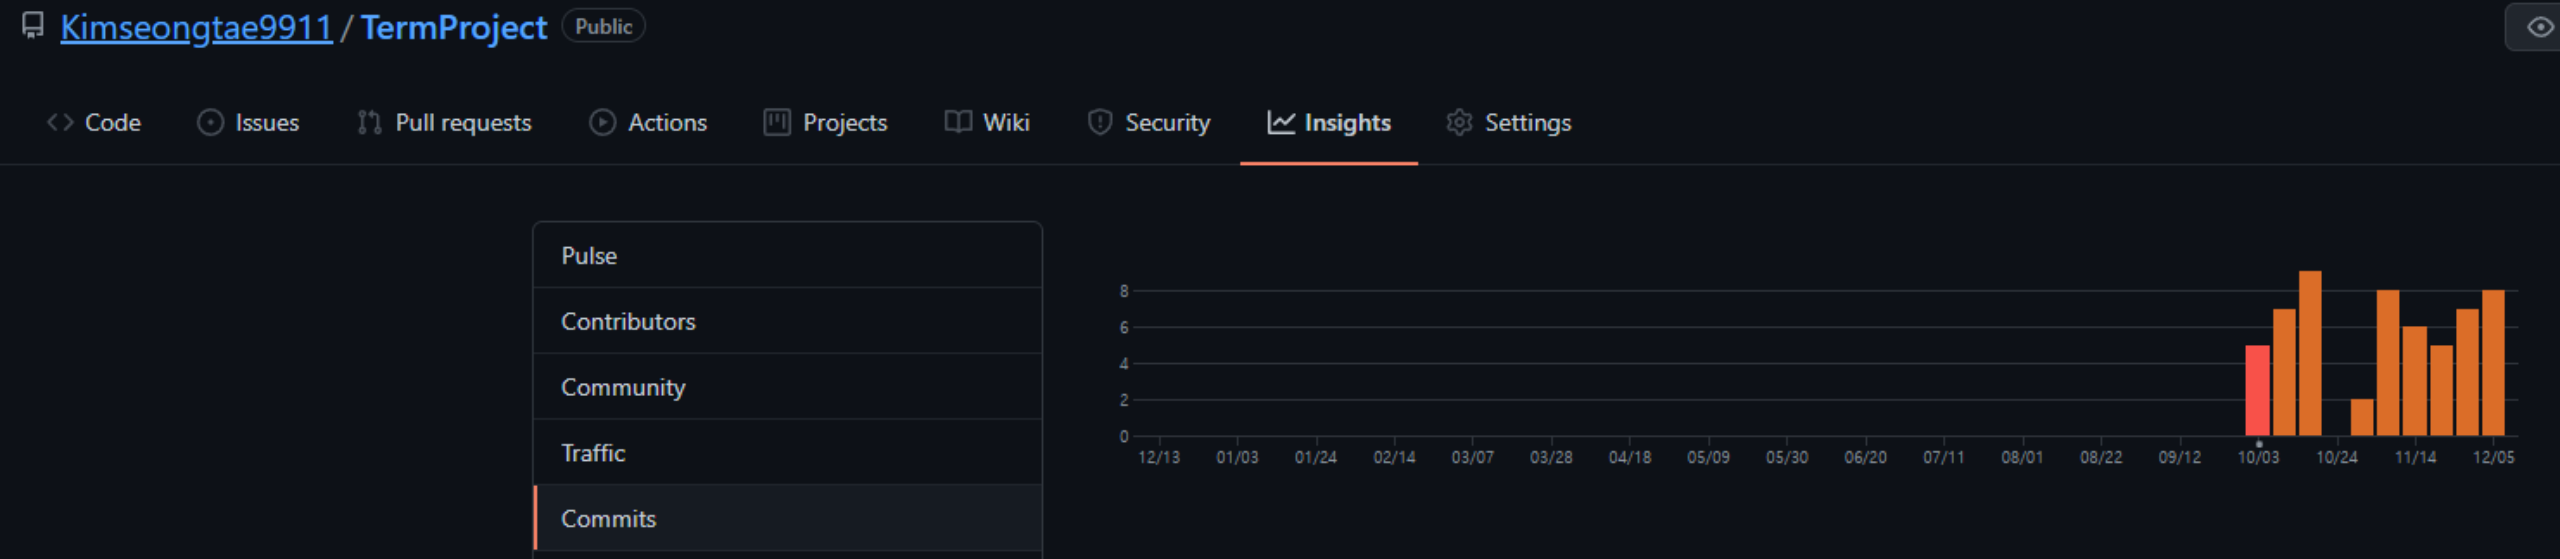 Kimseongtae9911 / TermProject Public
Code Issues Pull requests Actions Projects Wiki Security Insights Settings
Pulse
Contributors
Community
Traffic
Commits
8
6
4
2
0
12/13 01/03 01/24 02/14 03/07 03/28 04/18 05/09 05/30 06/20 07/11 08/01 08/22 09/12 10/03 10/24 11/14 12/05